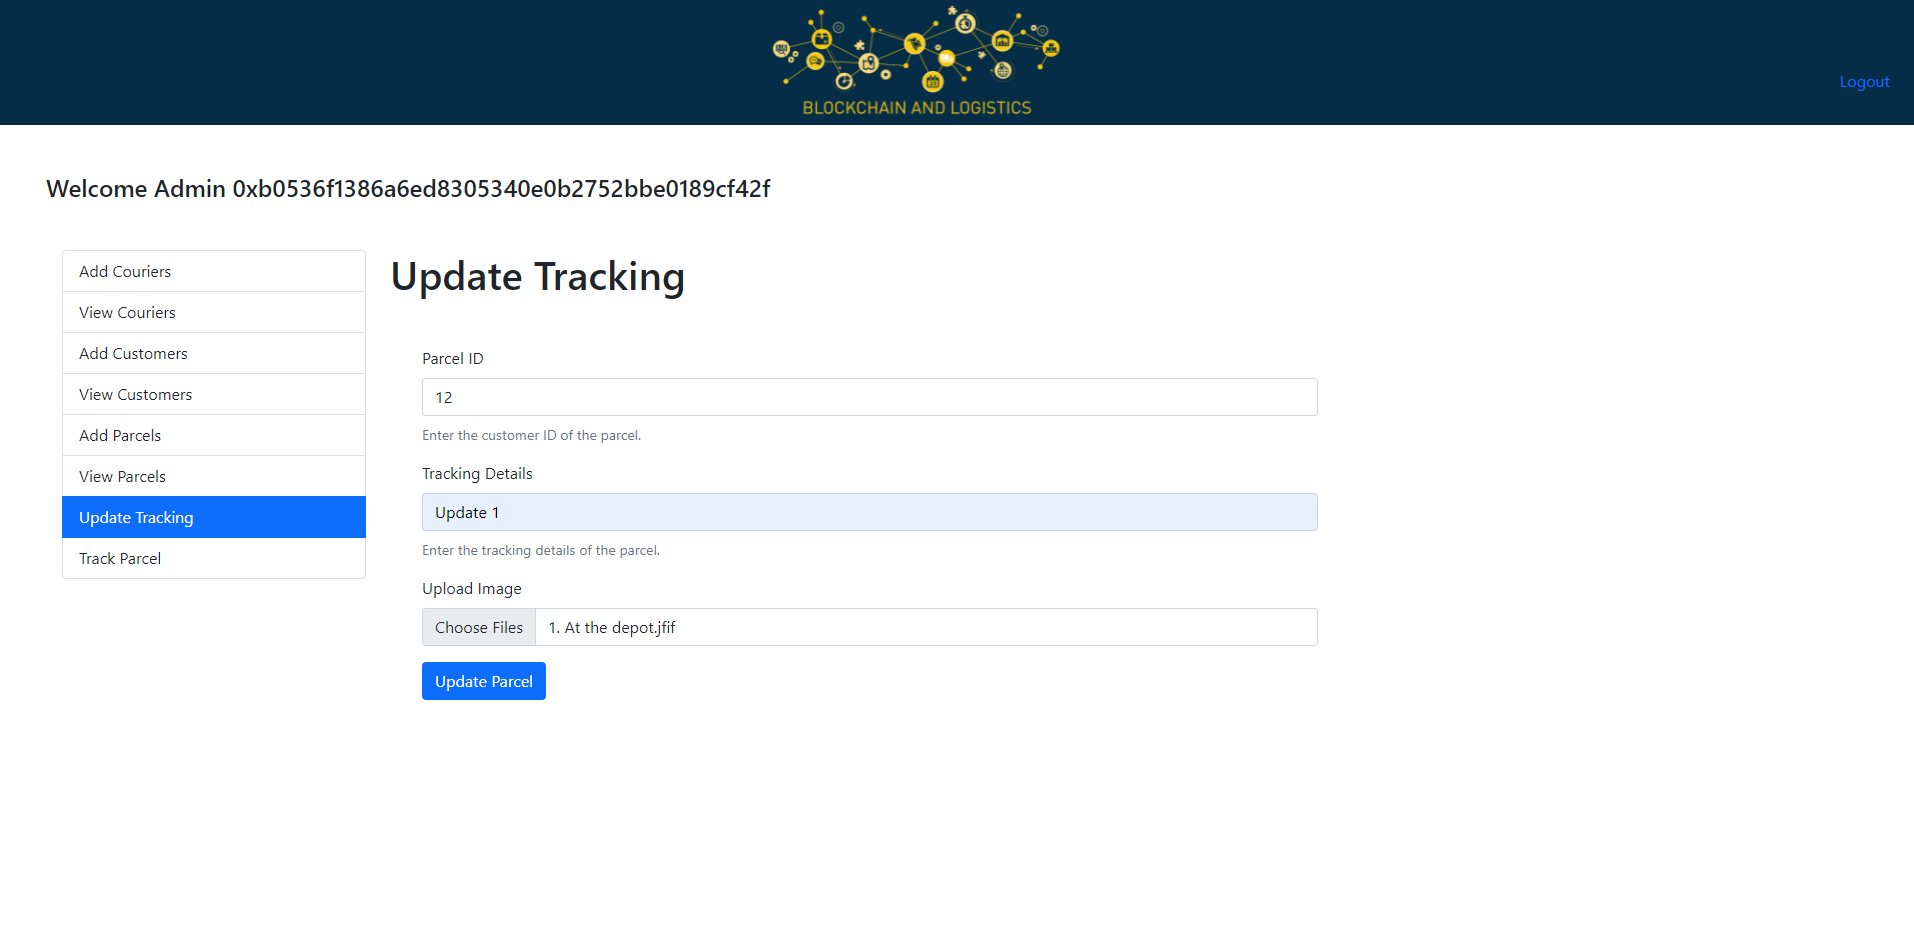 BLOCKCHAIN AND LOGISTICS
Logout
Welcome Admin 0xb0536f1386a6ed8305340e0b2752bbe0189cf42f
Add Couriers
View Couriers
Add Customers
View Customers
Add Parcels
View Parcels
Update Tracking
Track Parcel
Update Tracking
Parcel ID
12
Enter the customer ID of the parcel.
Tracking Details
Update 1
Enter the tracking details of the parcel.
Upload Image
Choose Files 1. At the depot.jfif
Update Parcel